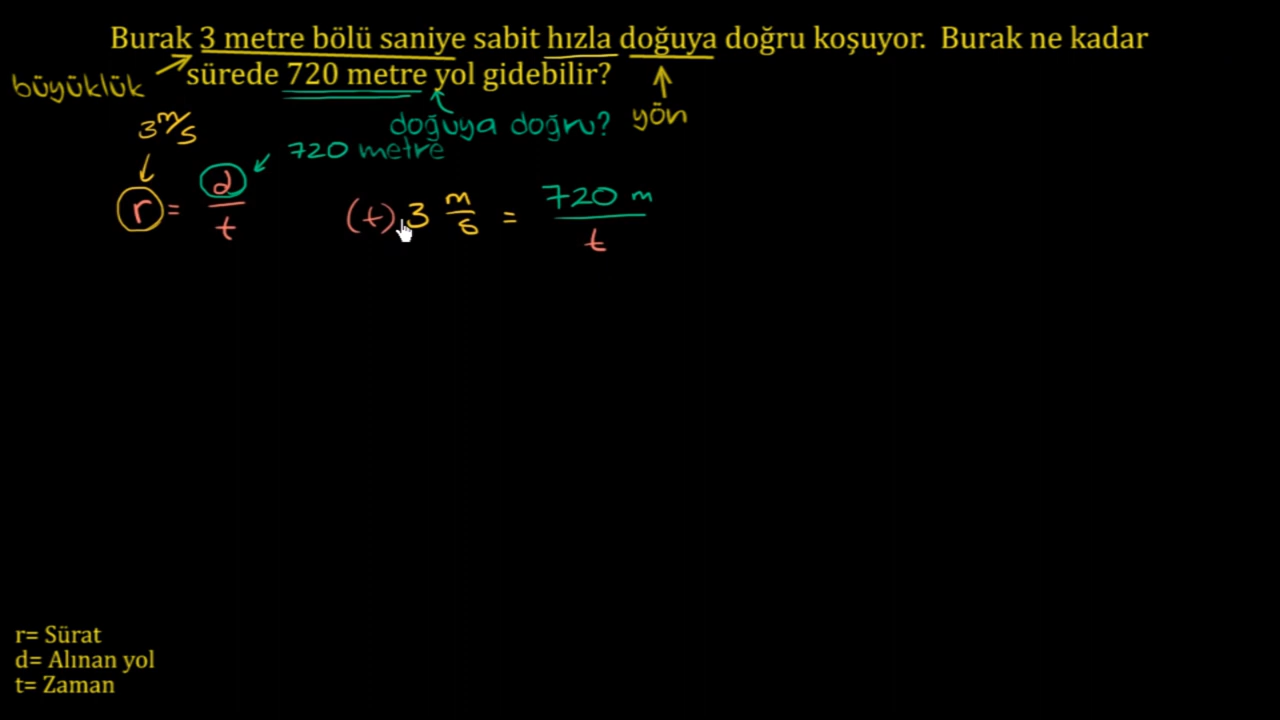 Burak 3 metre bölü saniye sabit hızla doğuya doğru koşuyor. Burak ne kadar
sürede 720 metre yol gidebilir?
büyüklük
yön
doğuya doğru?
3 m/s
720 metre
r = d/t
(t) 3 m/s = 720 m / t
r= Sürat
d= Alınan yol
t= Zaman